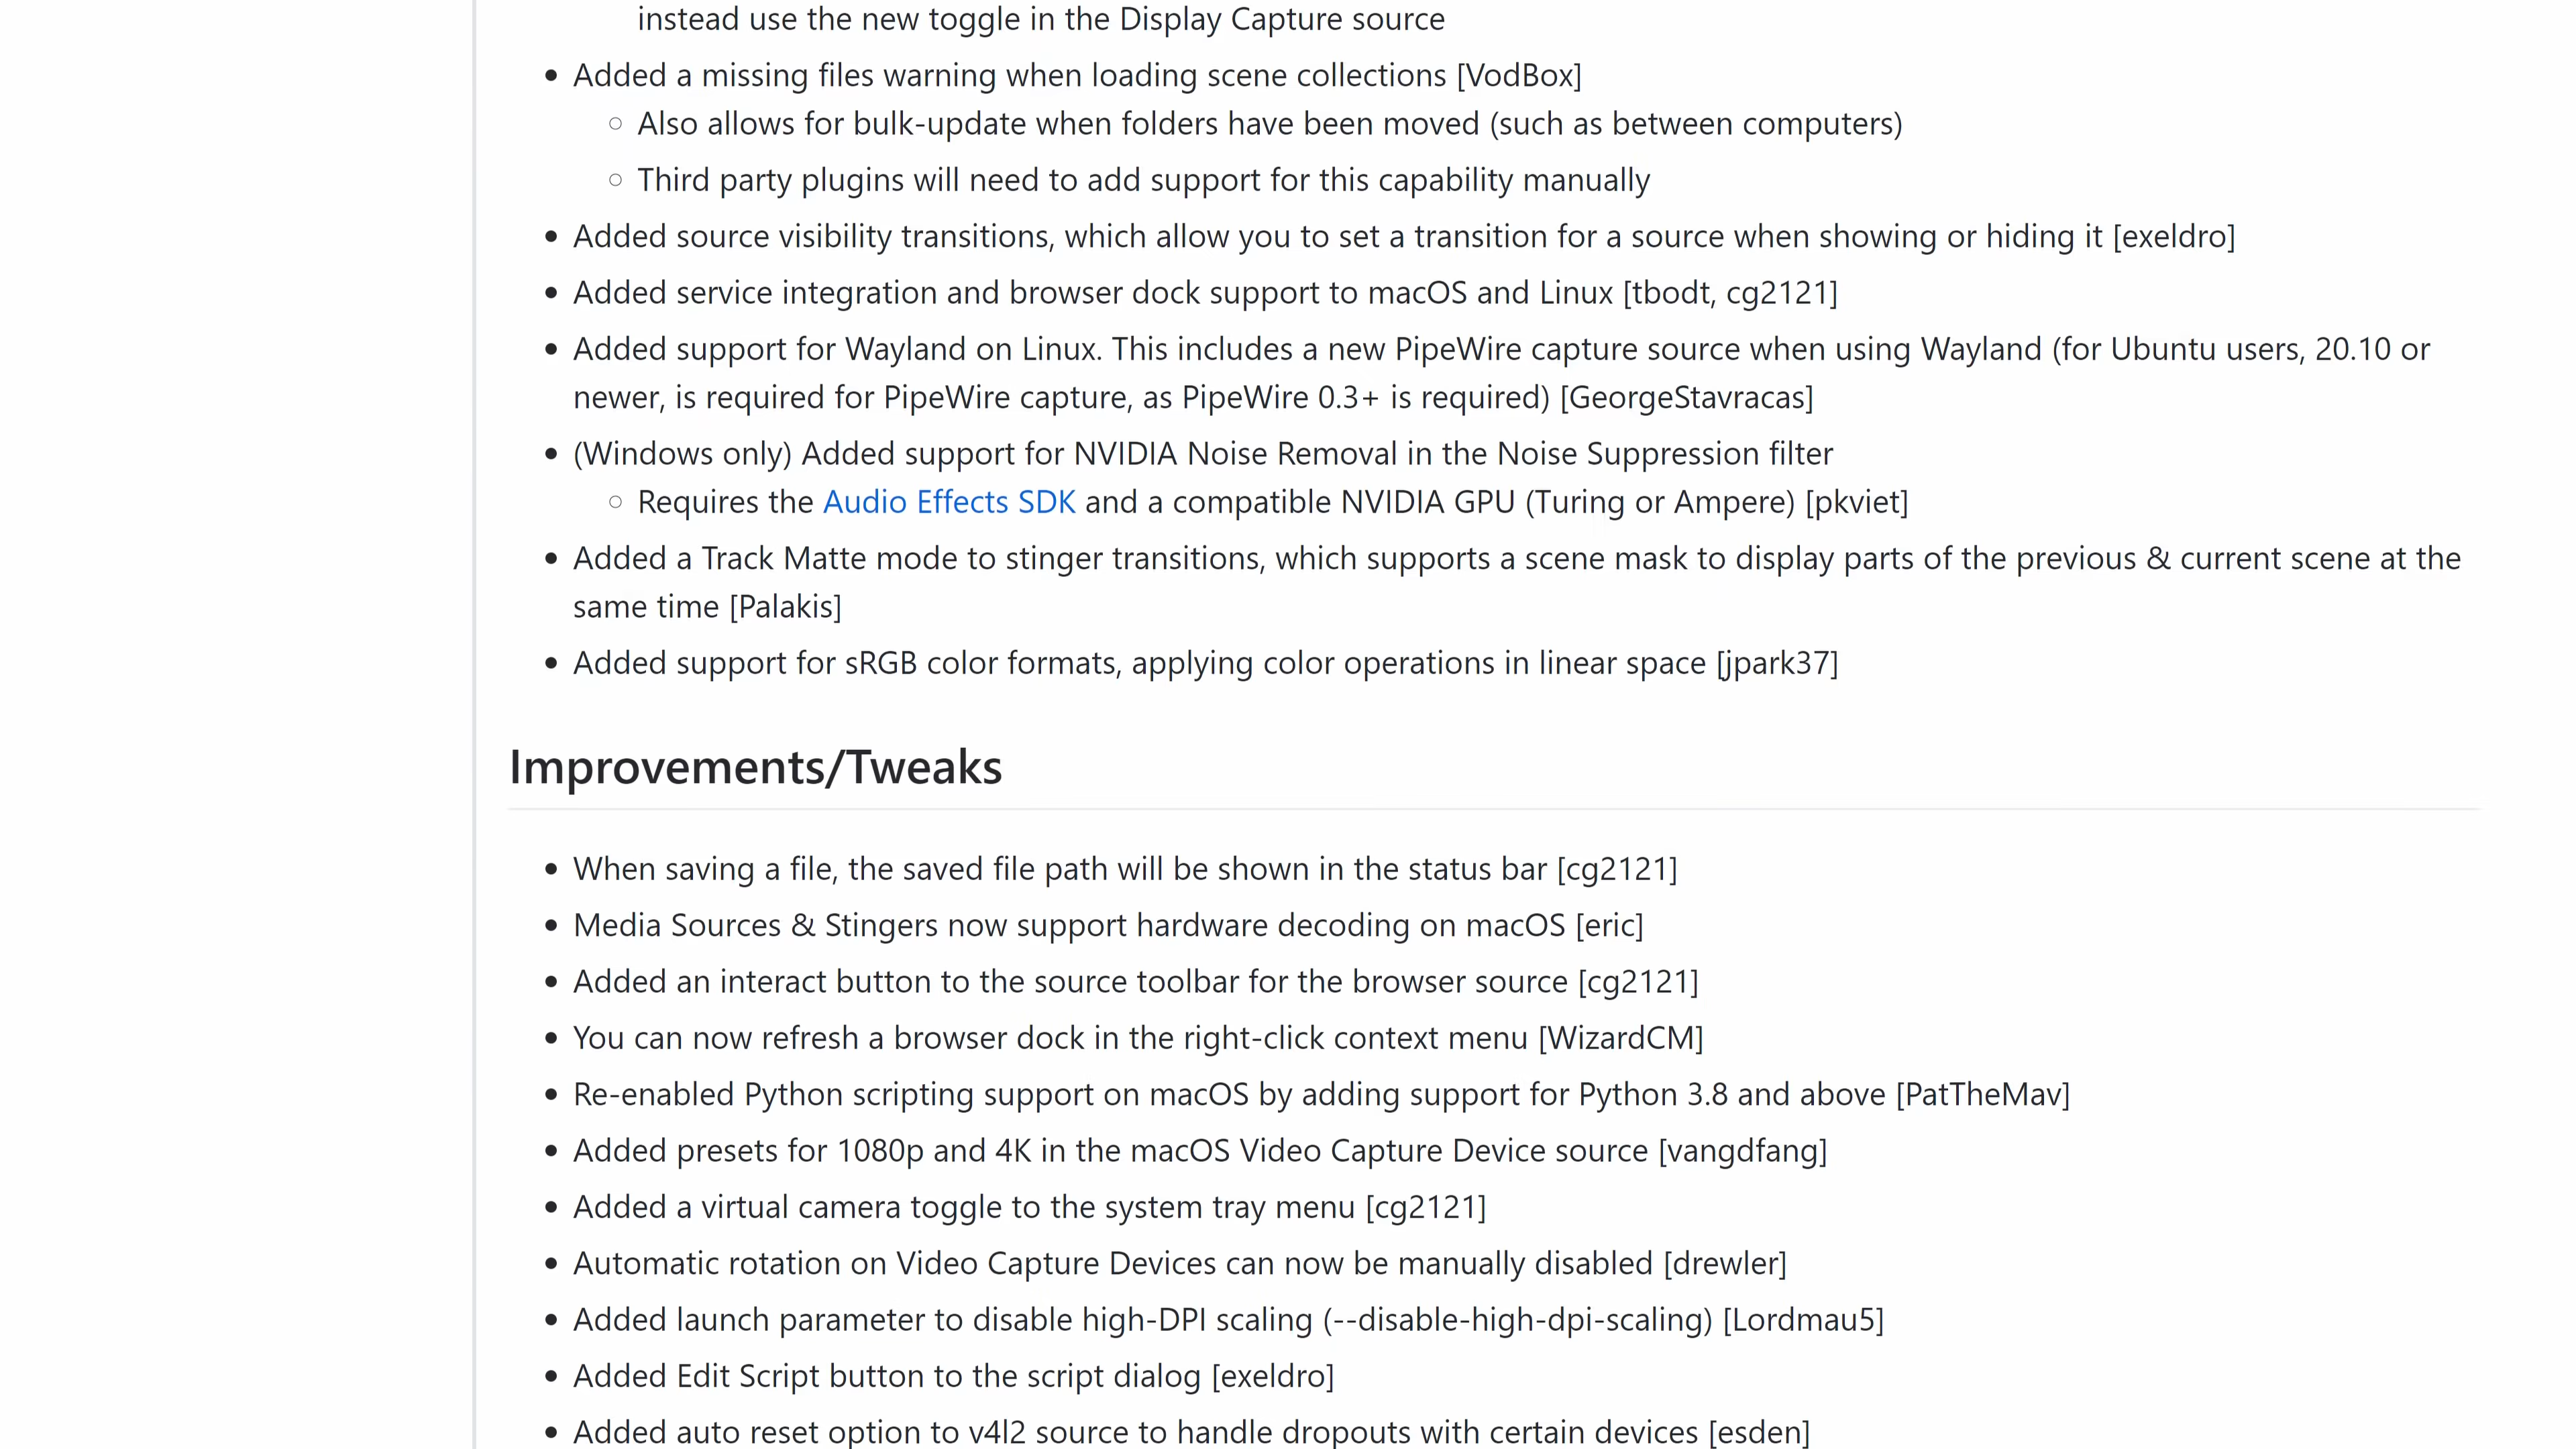 instead use the new toggle in the Display Capture source
Added a missing files warning when loading scene collections [VodBox]
Also allows for bulk-update when folders have been moved (such as between computers)
Third party plugins will need to add support for this capability manually
Added source visibility transitions, which allow you to set a transition for a source when showing or hiding it [exeldro]
Added service integration and browser dock support to macOS and Linux [tbodt, cg2121]
Added support for Wayland on Linux. This includes a new PipeWire capture source when using Wayland (for Ubuntu users, 20.10 or
newer, is required for PipeWire capture, as PipeWire 0.3+ is required) [GeorgeStavracas]
(Windows only) Added support for NVIDIA Noise Removal in the Noise Suppression filter
Requires the Audio Effects SDK and a compatible NVIDIA GPU (Turing or Ampere) [pkviet]
Added a Track Matte mode to stinger transitions, which supports a scene mask to display parts of the previous & current scene at the
same time [Palakis]
Added support for sRGB color formats, applying color operations in linear space [jpark37]
Improvements/Tweaks
When saving a file, the saved file path will be shown in the status bar [cg2121]
Media Sources & Stingers now support hardware decoding on macOS [eric]
Added an interact button to the source toolbar for the browser source [cg2121]
You can now refresh a browser dock in the right-click context menu [WizardCM]
Re-enabled Python scripting support on macOS by adding support for Python 3.8 and above [PatTheMav]
Added presets for 1080p and 4K in the macOS Video Capture Device source [vangdfang]
Added a virtual camera toggle to the system tray menu [cg2121]
Automatic rotation on Video Capture Devices can now be manually disabled [drewler]
Added launch parameter to disable high-DPI scaling (--disable-high-dpi-scaling) [Lordmau5]
Added Edit Script button to the script dialog [exeldro]
Added auto reset option to v4l2 source to handle dropouts with certain devices [esden]